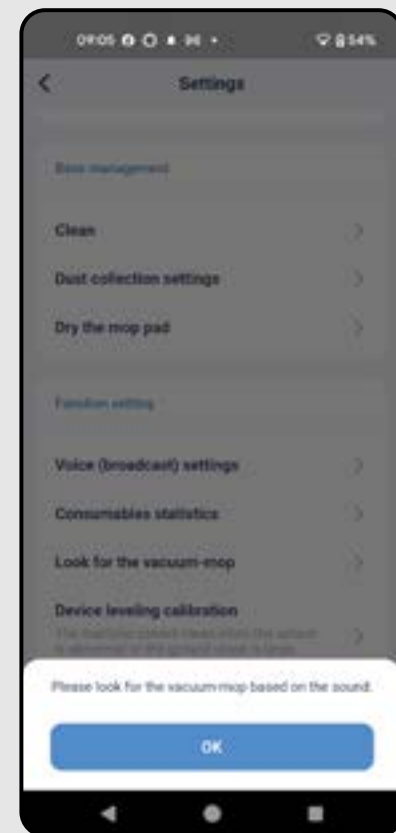 09:05
54%
Settings
Base management
Clean
Dust collection settings
Dry the mop pad
Function setting
Voice (broadcast) settings
Consumables statistics
Look for the vacuum-mop
Device leveling calibration
Please look for the vacuum-mop based on the sound.
OK